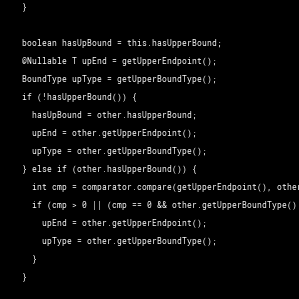 }
boolean hasUpBound = this.hasUpperBound;
@Nullable T upEnd = getUpperEndpoint();
BoundType upType = getUpperBoundType();
if (!hasUpperBound()) {
hasUpBound = other.hasUpperBound;
upEnd = other.getUpperEndpoint();
upType = other.getUpperBoundType();
} else if (other.hasUpperBound()) {
int cmp = comparator.compare(getUpperEndpoint(), other
if (cmp > 0 || (cmp == 0 && other.getUpperBoundType()
upEnd = other.getUpperEndpoint();
upType = other.getUpperBoundType();
}
}